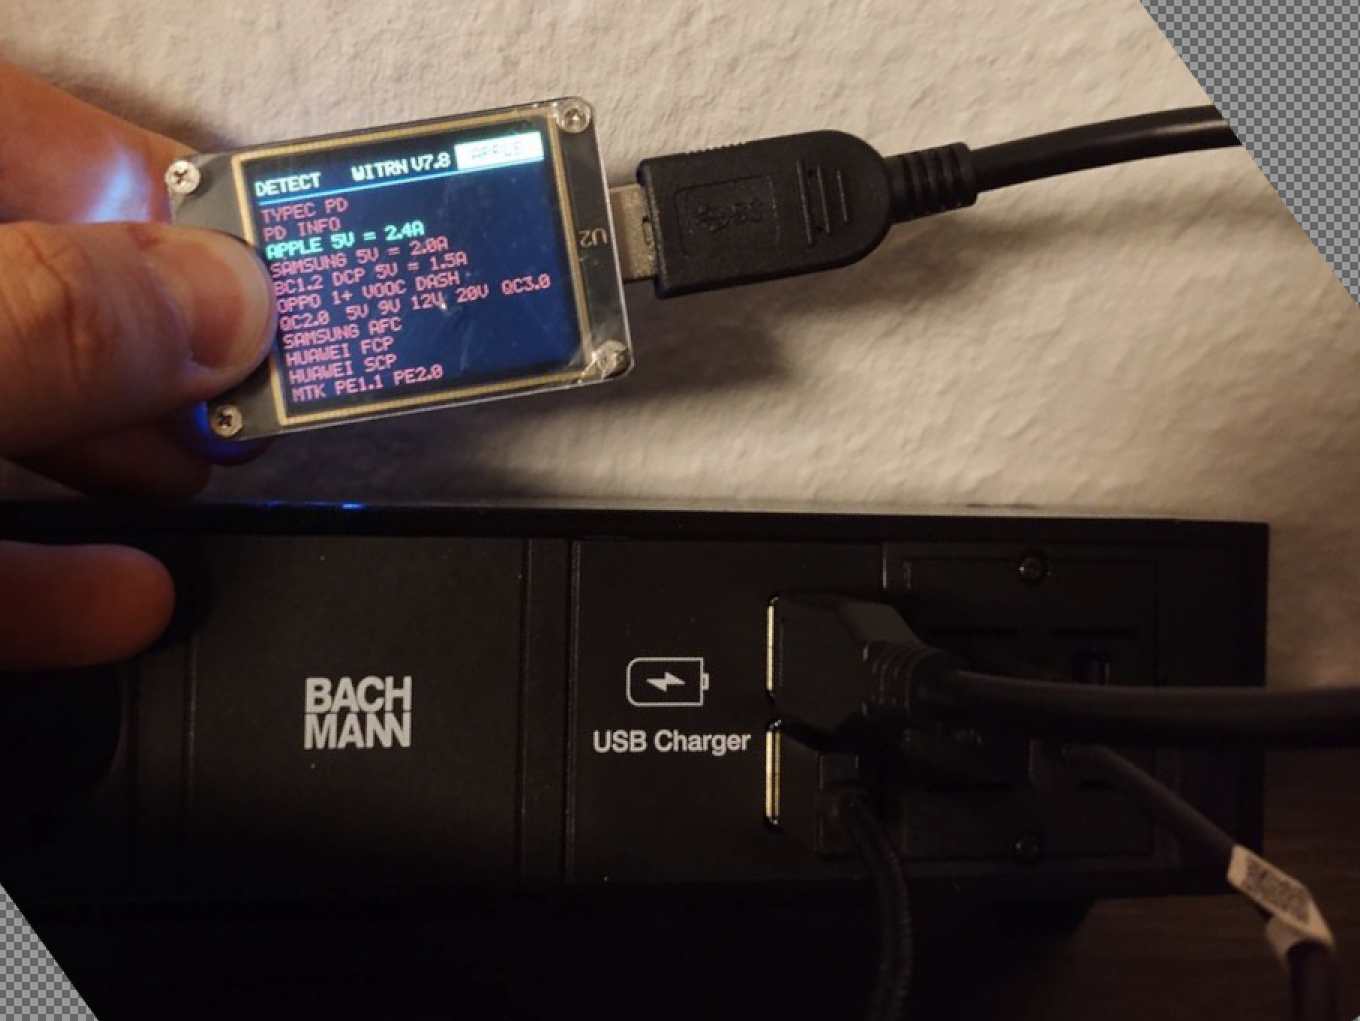 DETECT WITRN V7.8 APPLE
TYPEC PD
PD INFO
APPLE 5V = 2.4A
SAMSUNG 5V = 2.0A
BC1.2 DCP 5V = 1.5A
OPPO 1+ VOOC DASH
QC2.0 5V 9V 12V 20V QC3.0
SAMSUNG AFC
HUAWEI FCP
HUAWEI SCP
MTK PE1.1 PE2.0
U2
BACH
MANN
USB Charger